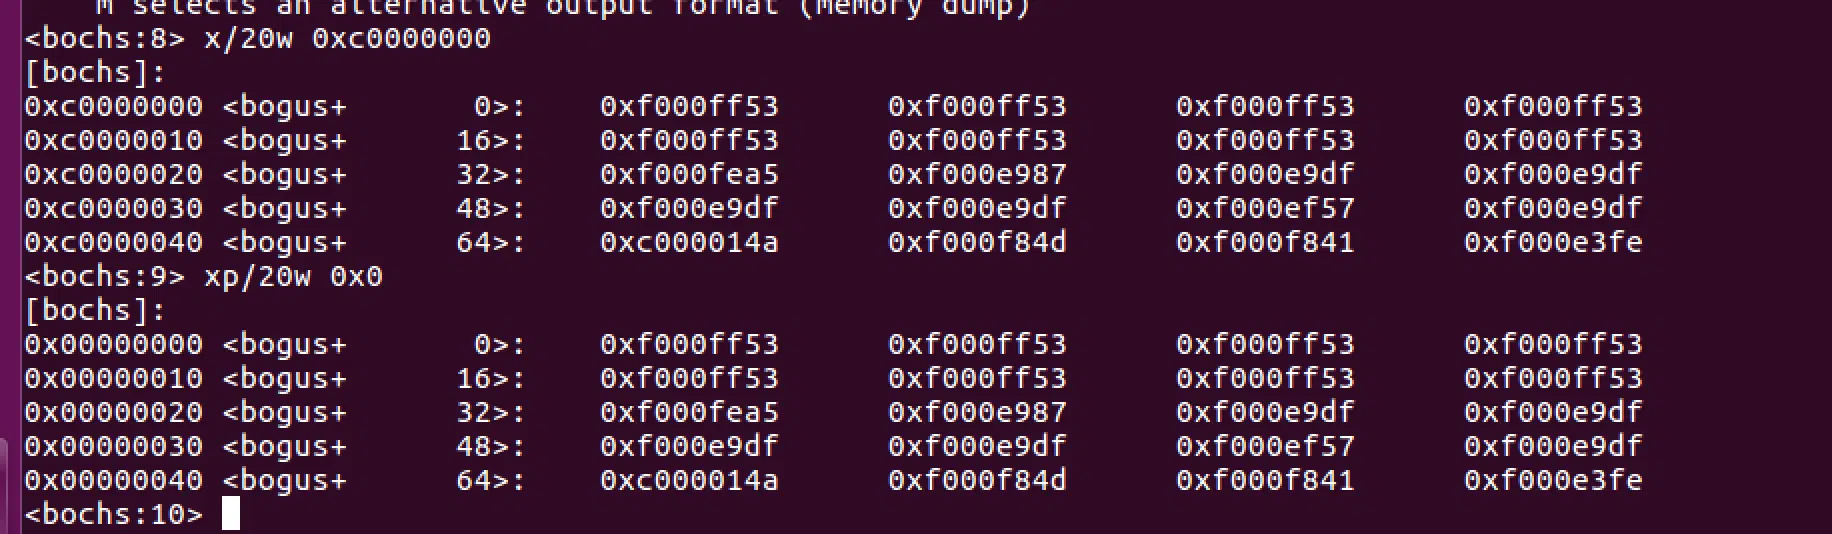 m selects an alternative output format (memory dump)
<bochs:8> x/20w 0xc0000000
[bochs]:
0xc0000000 <bogus+       0>:    0xf000ff53      0xf000ff53      0xf000ff53      0xf000ff53
0xc0000010 <bogus+      16>:    0xf000ff53      0xf000ff53      0xf000ff53      0xf000ff53
0xc0000020 <bogus+      32>:    0xf000fea5      0xf000e987      0xf000e9df      0xf000e9df
0xc0000030 <bogus+      48>:    0xf000e9df      0xf000e9df      0xf000ef57      0xf000e9df
0xc0000040 <bogus+      64>:    0xc000014a      0xf000f84d      0xf000f841      0xf000e3fe
<bochs:9> xp/20w 0x0
[bochs]:
0x00000000 <bogus+       0>:    0xf000ff53      0xf000ff53      0xf000ff53      0xf000ff53
0x00000010 <bogus+      16>:    0xf000ff53      0xf000ff53      0xf000ff53      0xf000ff53
0x00000020 <bogus+      32>:    0xf000fea5      0xf000e987      0xf000e9df      0xf000e9df
0x00000030 <bogus+      48>:    0xf000e9df      0xf000e9df      0xf000ef57      0xf000e9df
0x00000040 <bogus+      64>:    0xc000014a      0xf000f84d      0xf000f841      0xf000e3fe
<bochs:10>